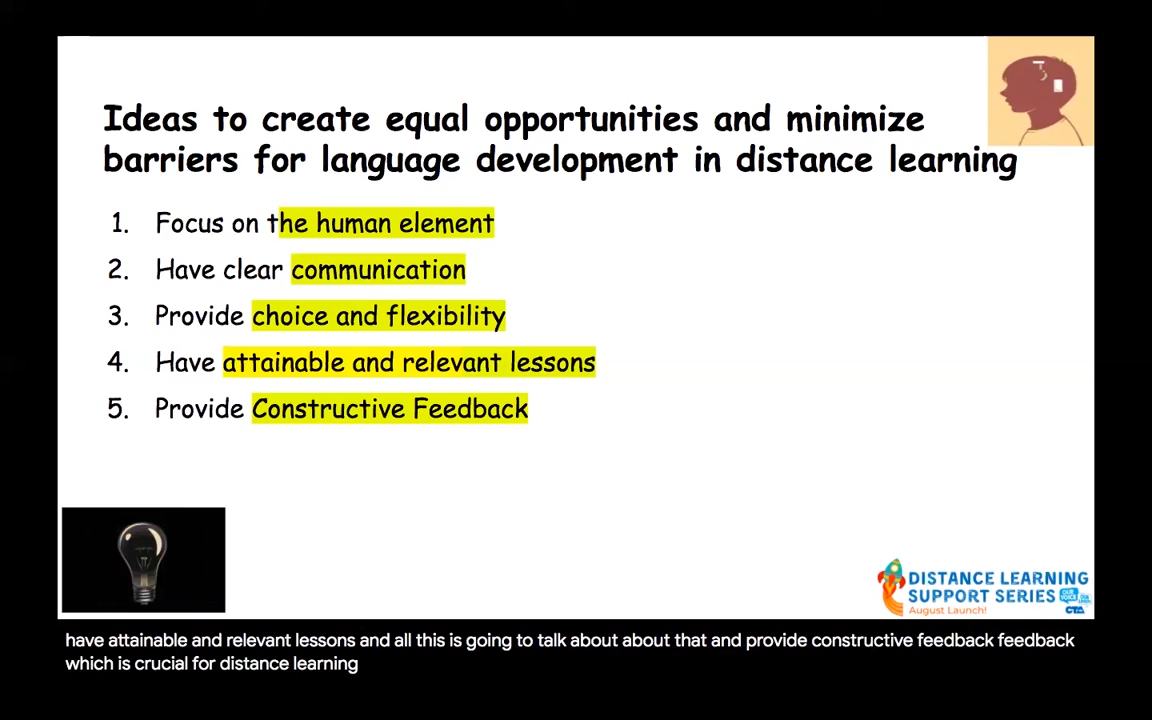 Ideas to create equal opportunities and minimize
barriers for language development in distance learning
1. Focus on the human element
2. Have clear communication
3. Provide choice and flexibility
4. Have attainable and relevant lessons
5. Provide Constructive Feedback
DISTANCE LEARNING
SUPPORT SERIES
August Launch!
OUR VOICE
CTA
have attainable and relevant lessons and all this is going to talk about about that and provide constructive feedback feedback
which is crucial for distance learning